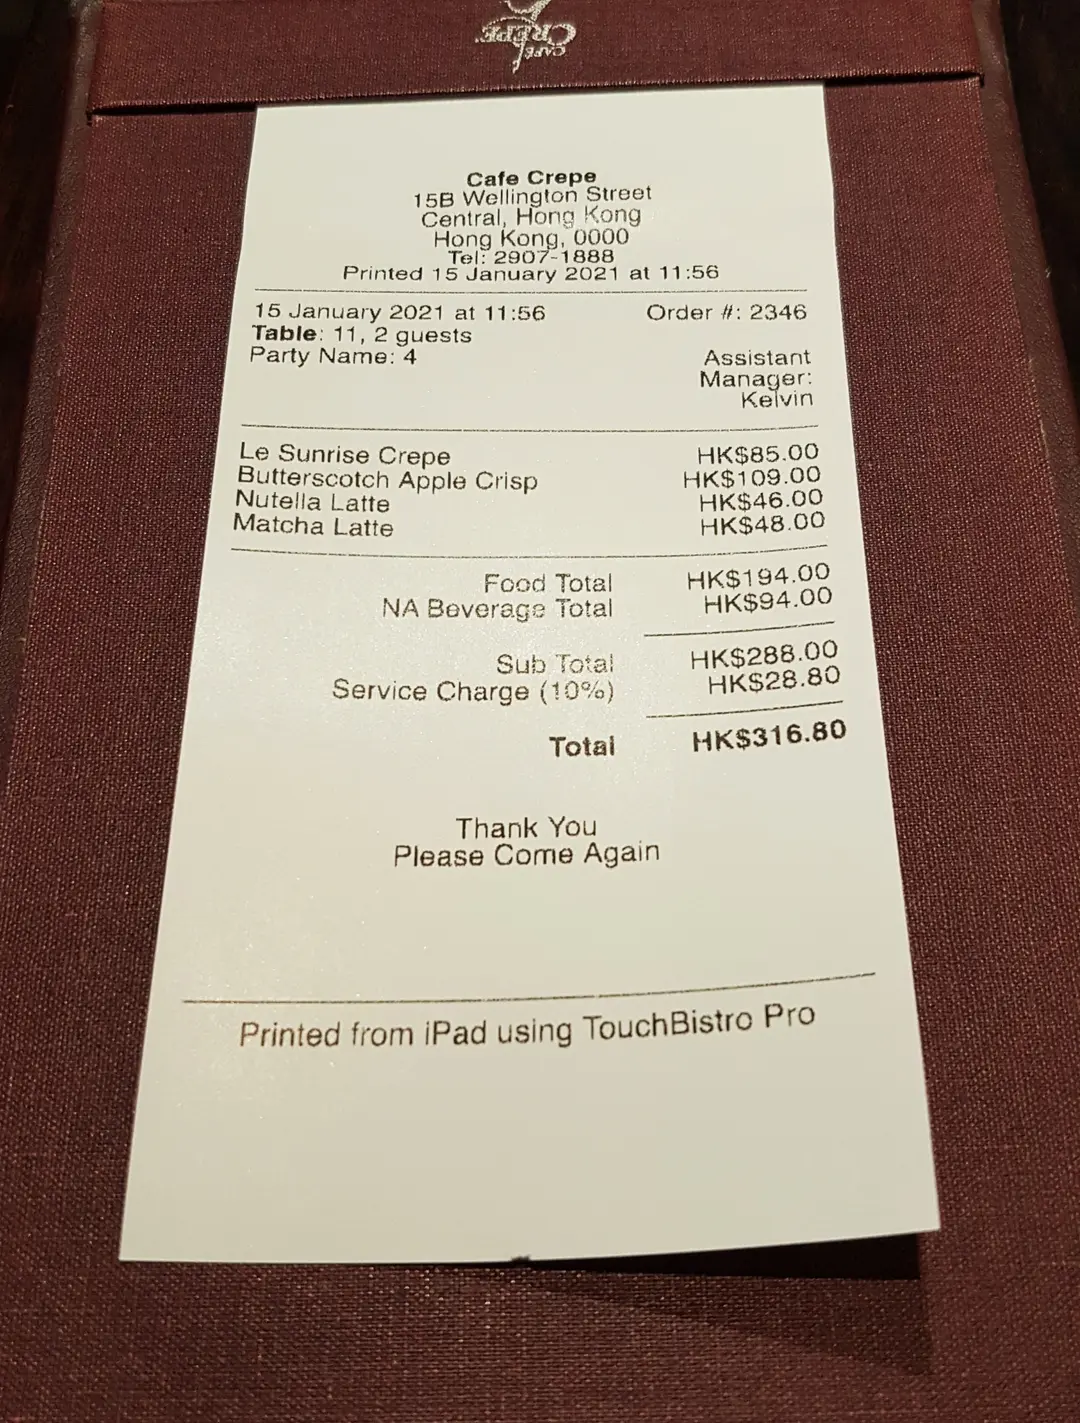 CAFÉ
CRÊPE
Cafe Crepe
15B Wellington Street
Central, Hong Kong
Hong Kong, 0000
Tel: 2907-1888
Printed 15 January 2021 at 11:56
15 January 2021 at 11:56 Order #: 2346
Table: 11, 2 guests
Party Name: 4 Assistant
Manager:
Kelvin
Le Sunrise Crepe HK$85.00
Butterscotch Apple Crisp HK$109.00
Nutella Latte HK$46.00
Matcha Latte HK$48.00
Food Total HK$194.00
NA Beverage Total HK$94.00
Sub Total HK$288.00
Service Charge (10%) HK$28.80
Total HK$316.80
Thank You
Please Come Again
Printed from iPad using TouchBistro Pro